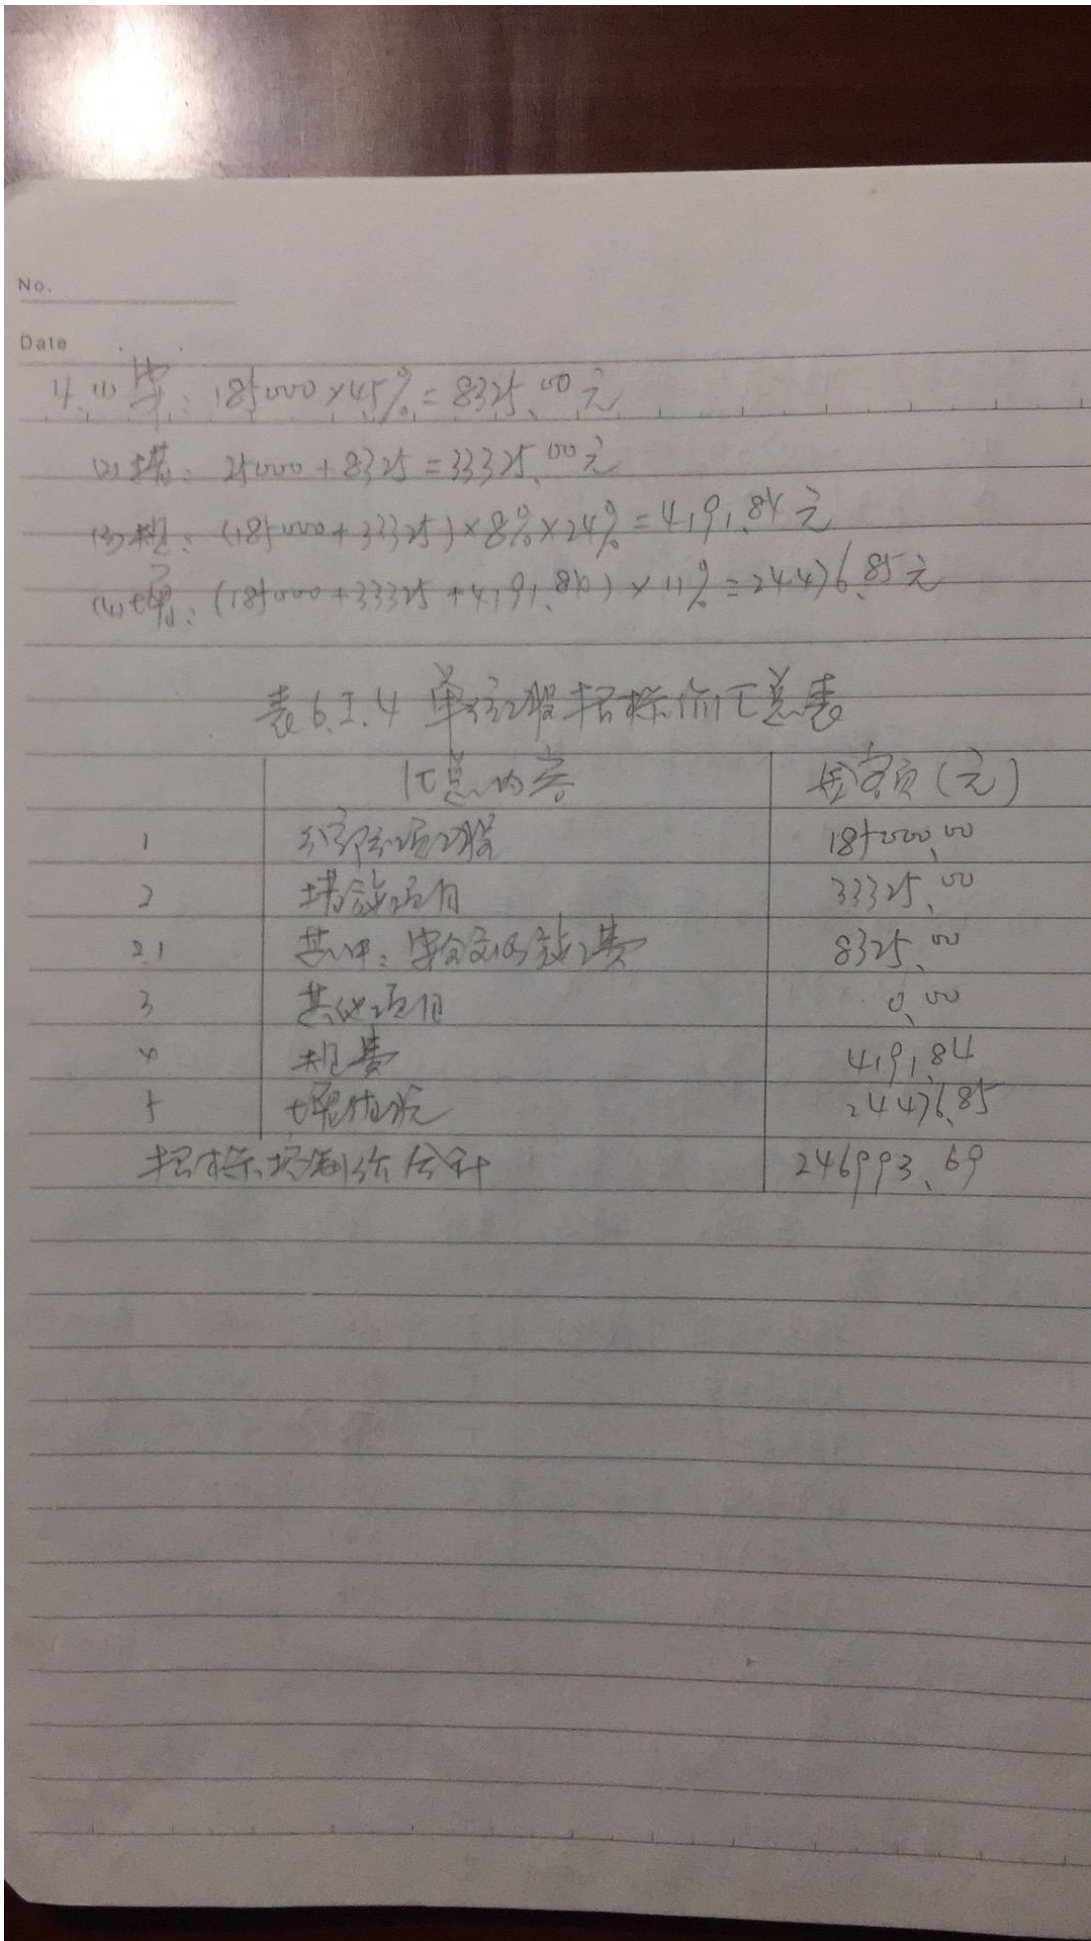 No.
Date
4. (1) 安: 185000×4.5%=8325.00元
(2) 措: 25000+8325=33325.00元
(3) 规: (185000+33325)×8%×24%=4191.84元
(4) 增: (185000+33325+4191.840)×11%=24476.85元
表6.I.4 单位工程招标价汇总表
汇总内容 金额(元)
1 分部分项工程 185000.00
2 措施项目 33325.00
2.1 其中:安全文明施工费 8325.00
3 其他项目 0.00
4 规费 4191.84
5 增值税 24476.85
招标控制价合计 246993.69